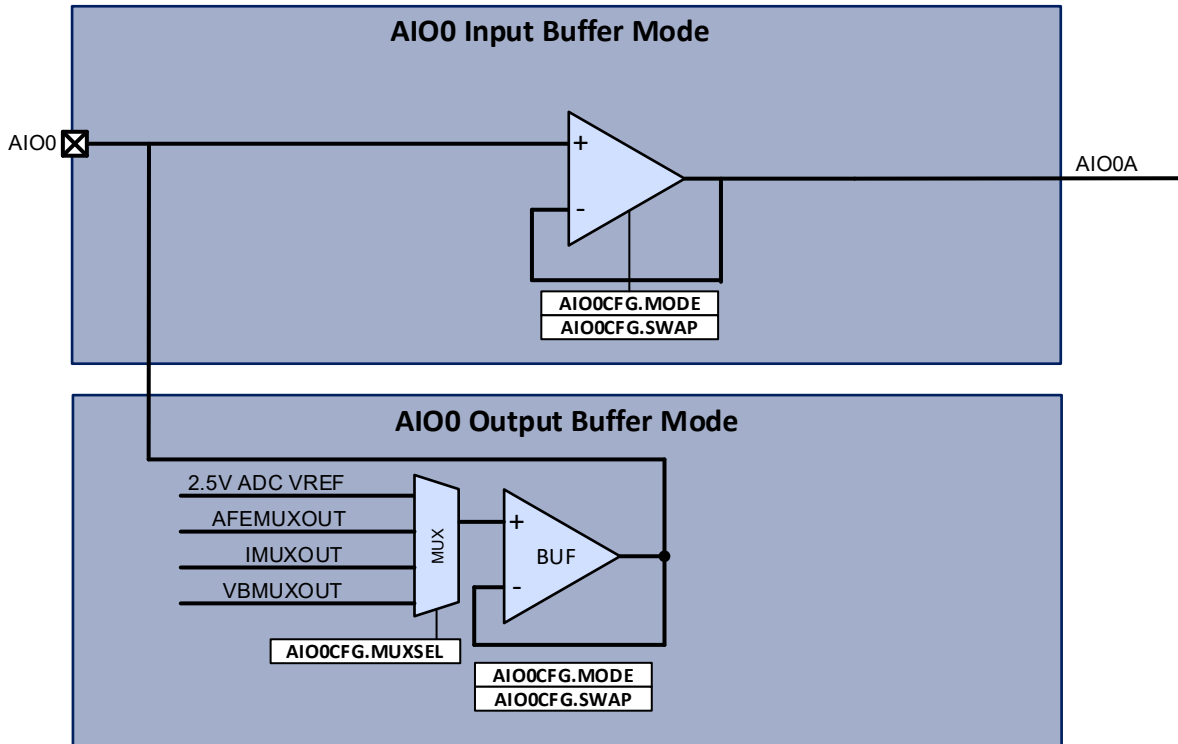 AIO0 Input Buffer Mode
AIO0
+
-
AIO0A
AIO0CFG.MODE
AIO0CFG.SWAP
AIO0 Output Buffer Mode
2.5V ADC VREF
AFEMUXOUT
IMUXOUT
VBMUXOUT
MUX
+
BUF
-
AIO0CFG.MUXSEL
AIO0CFG.MODE
AIO0CFG.SWAP